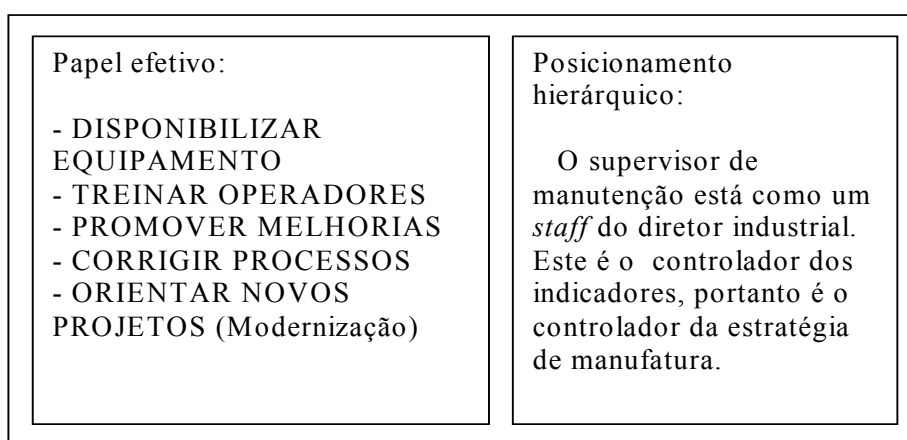 Papel efetivo:
- DISPONIBILIZAR
EQUIPAMENTO
- TREINAR OPERADORES
- PROMOVER MELHORIAS
- CORRIGIR PROCESSOS
- ORIENTAR NOVOS
PROJETOS (Modernização)
Posicionamento
hierárquico:
O supervisor de
manutenção está como um
staff do diretor industrial.
Este é o controlador dos
indicadores, portanto é o
controlador da estratégia
de manufatura.